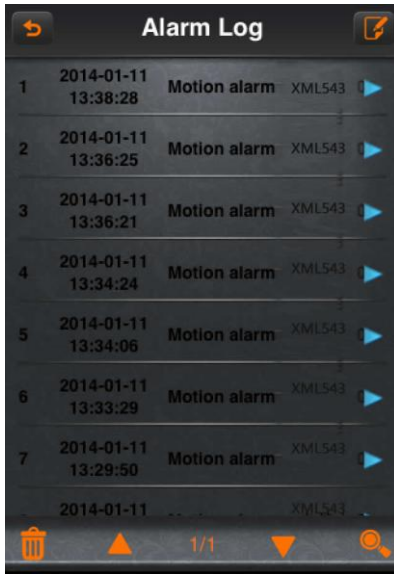 Alarm Log
1 2014-01-11 13:38:28 Motion alarm XML543
2 2014-01-11 13:36:25 Motion alarm XML543
3 2014-01-11 13:36:21 Motion alarm XML543
4 2014-01-11 13:34:24 Motion alarm XML543
5 2014-01-11 13:34:06 Motion alarm XML543
6 2014-01-11 13:33:29 Motion alarm XML543
7 2014-01-11 13:29:50 Motion alarm XML543
2014-01-11 XML543
1/1